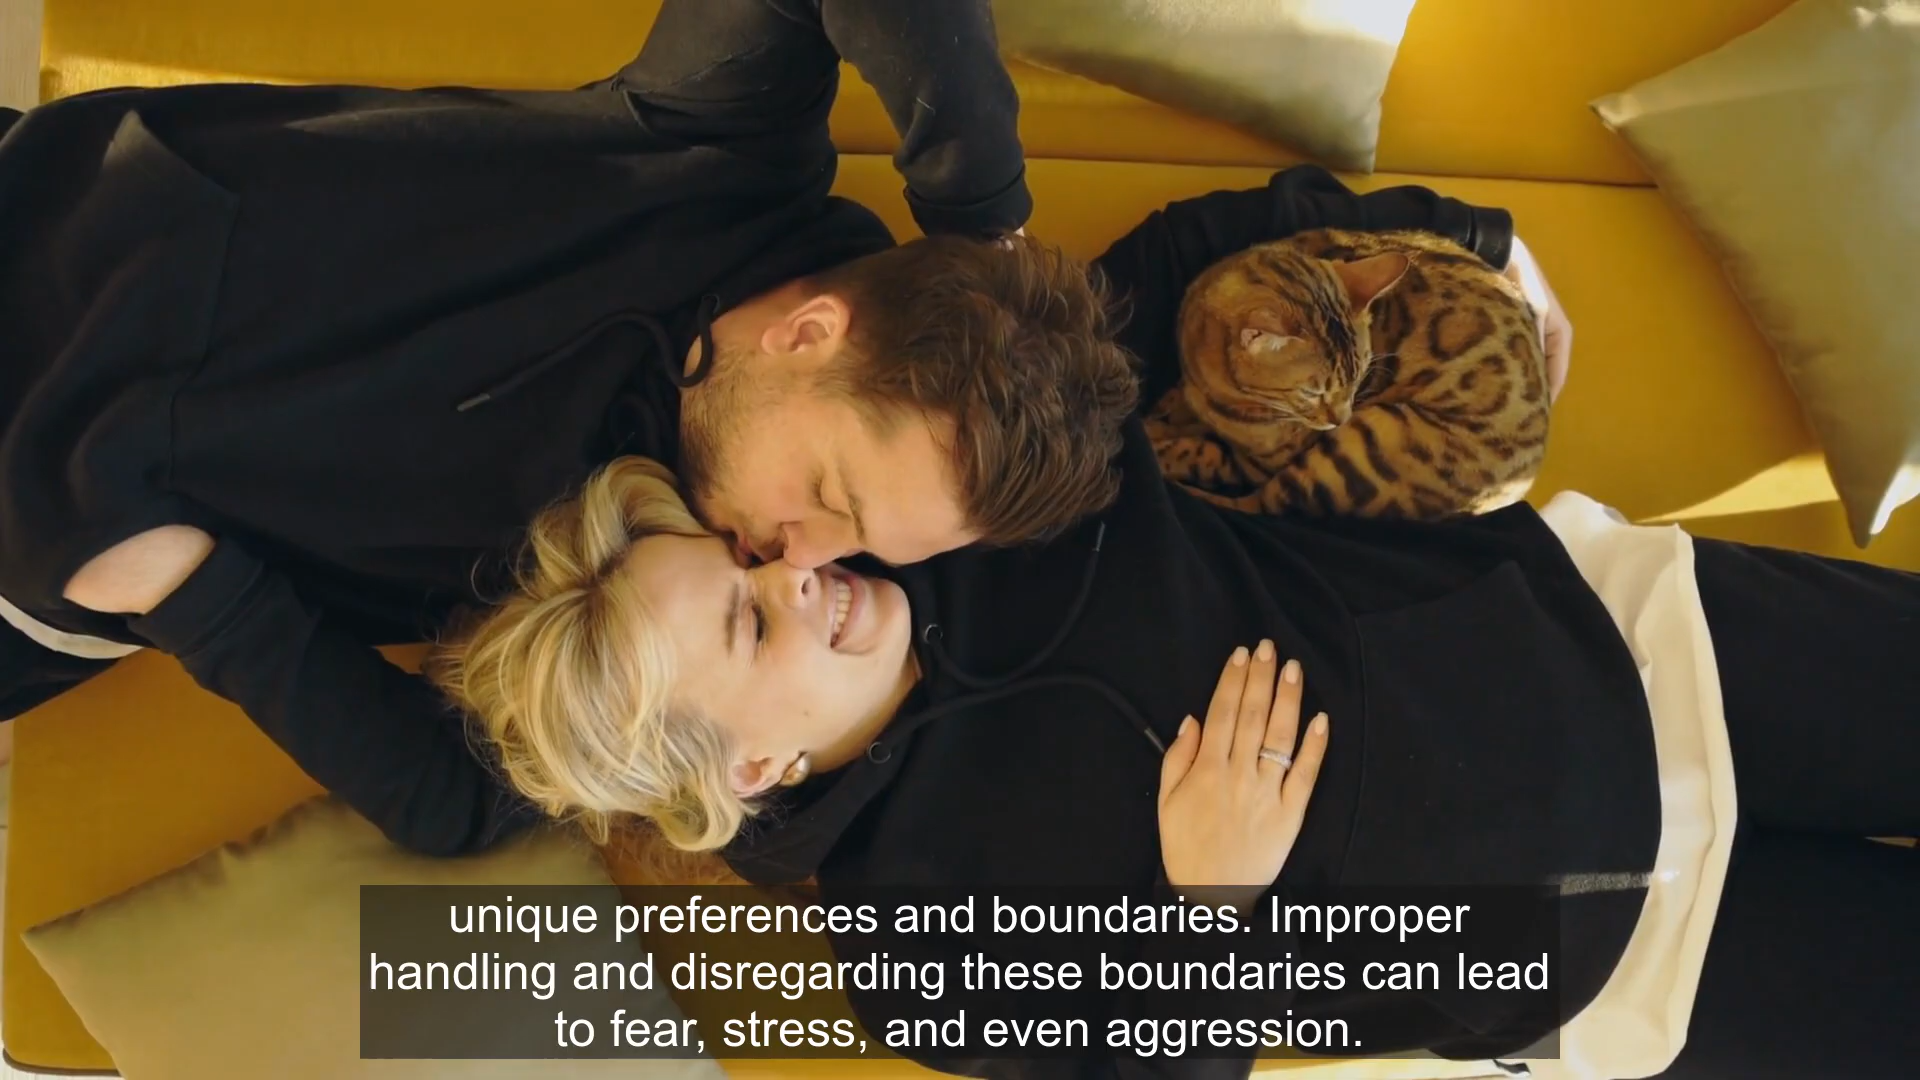 unique preferences and boundaries. Improper
handling and disregarding these boundaries can lead
to fear, stress, and even aggression.